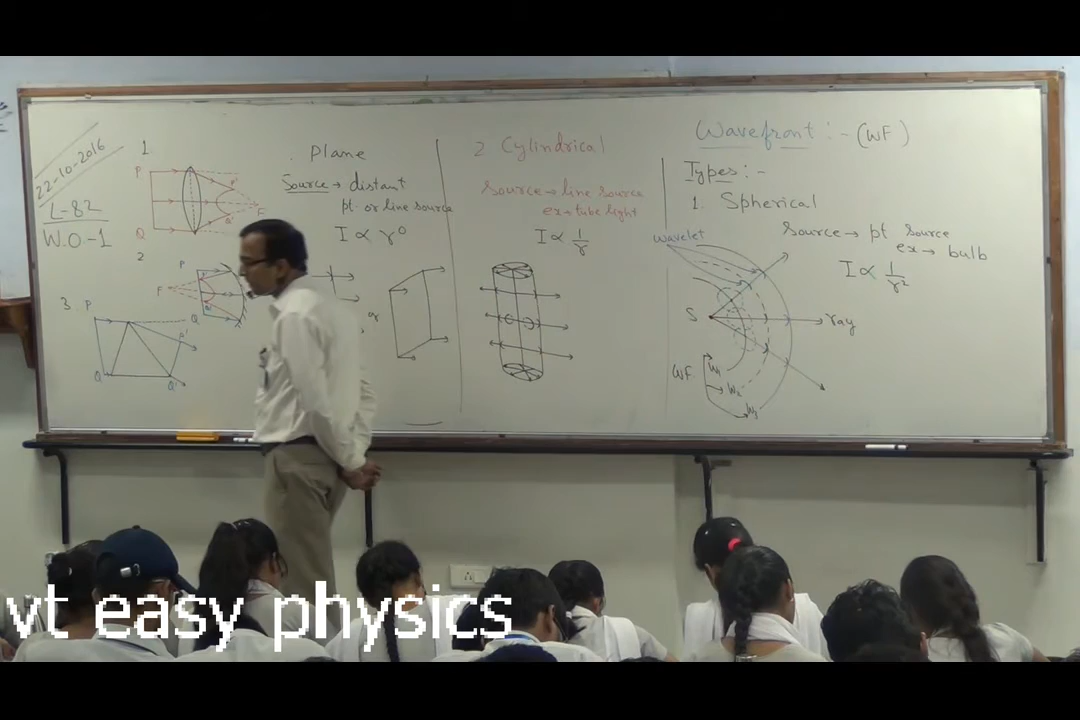 22-10-2016
L-82
W.O-1
1
P
Q
P'
Q'
F
2
P
Q
F
3.
P
Q
Q'
Q'
Plane
Source → distant
pt. or line source
I ∝ r⁰
or
2 Cylindrical
Source → line source
ex → tube light
I ∝ 1/r
Wavefront :- (WF)
Types :-
1. Spherical
Source → pt source
ex → bulb
I ∝ 1/r²
Wavelet
S
ray
WF
W₁
W₂
W₃
vt easy physics